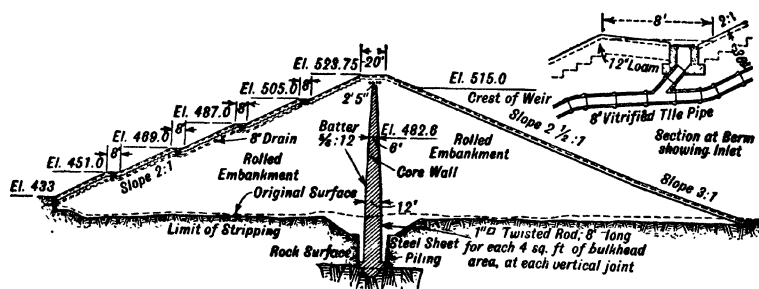 8'
2:1
12" Loam
8" Vitrified Tile Pipe
Section at Berm
showing Inlet
El. 523.75
20'
El. 515.0
Crest of Weir
El. 505.0
8'
2' 5"
El. 487.0
8'
Batter
El. 482.6
6'
Slope 2 ½:1
El. 469.0
8'
8" Drain
Rolled
Embankment
El. 451.0
8'
Core Wall
Slope 2:1
Rolled
Embankment
El. 433
Original Surface
Slope 3:1
12'
Limit of Stripping
Rock Surface
Steel Sheet
Piling
1"□ Twisted Rod, 8' long
for each 4 sq. ft of bulkhead
area, at each vertical joint